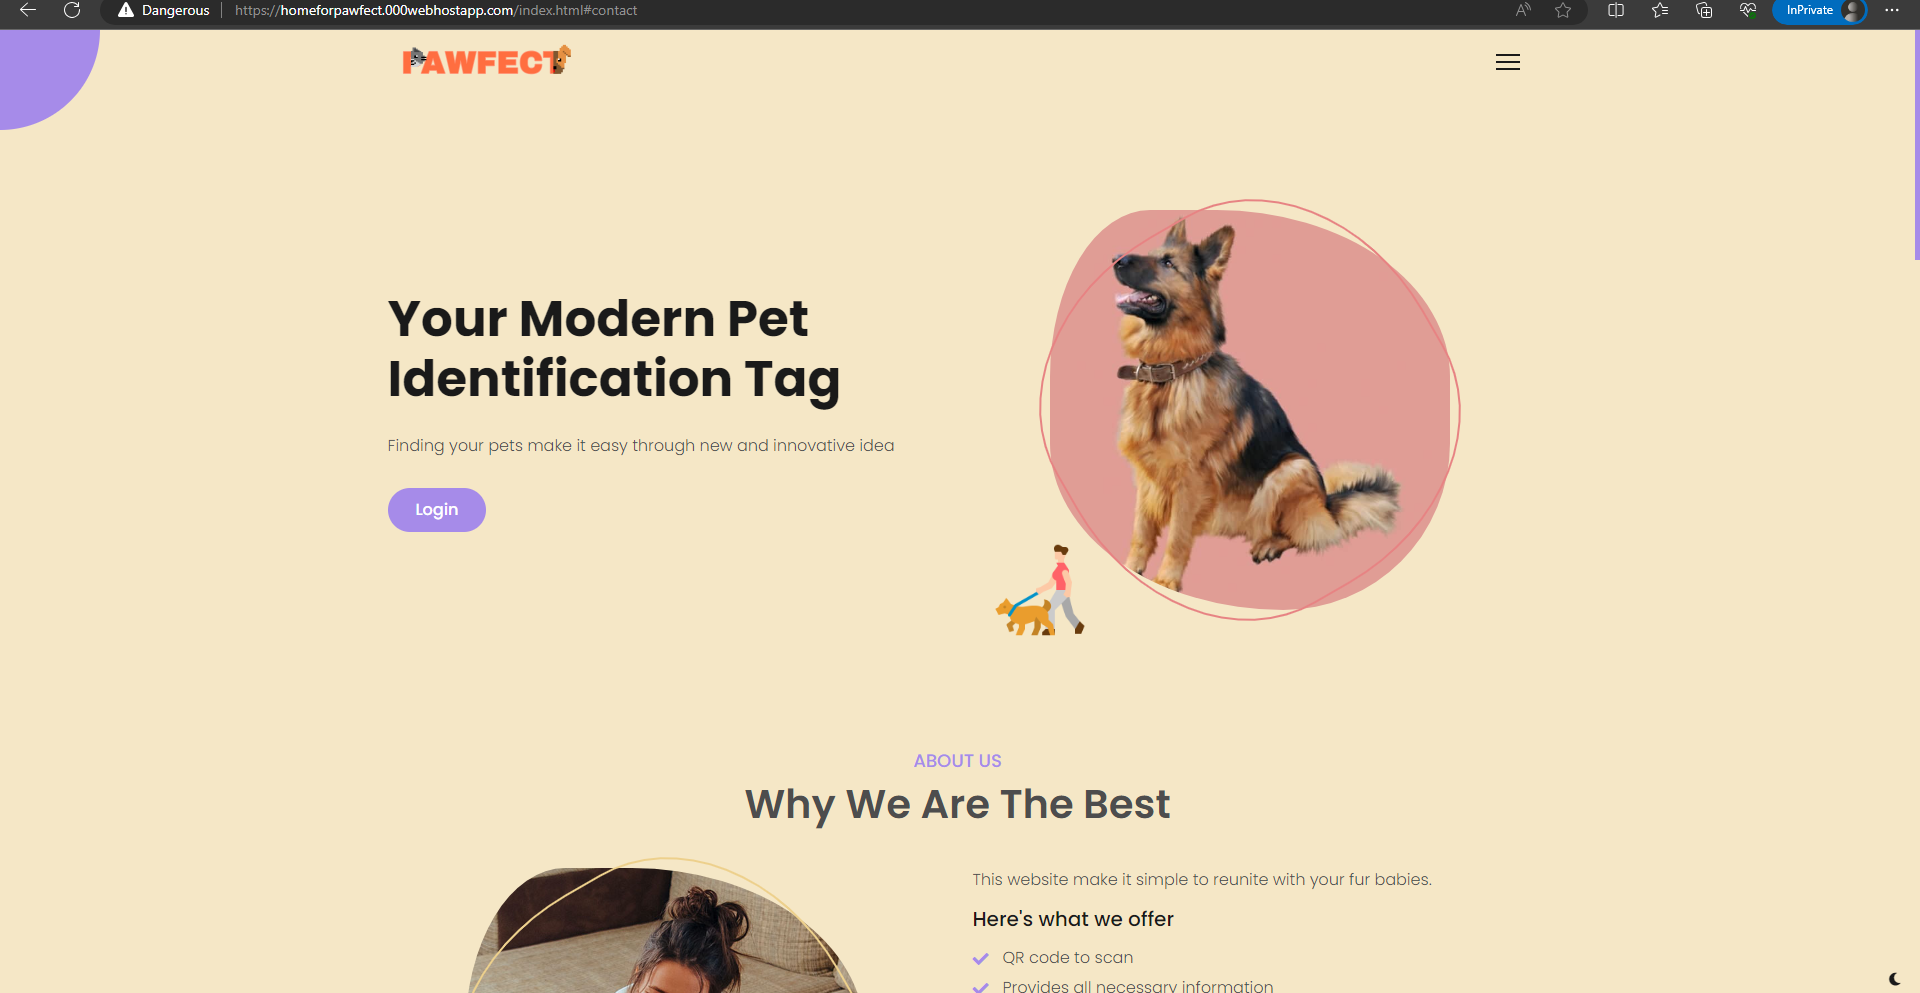 Dangerous https://homeforpawfect.000webhostapp.com/index.html#contact InPrivate
PAWFECT
Your Modern Pet
Identification Tag
Finding your pets make it easy through new and innovative idea
Login
ABOUT US
Why We Are The Best
This website make it simple to reunite with your fur babies.
Here's what we offer
QR code to scan
Provides all necessary information